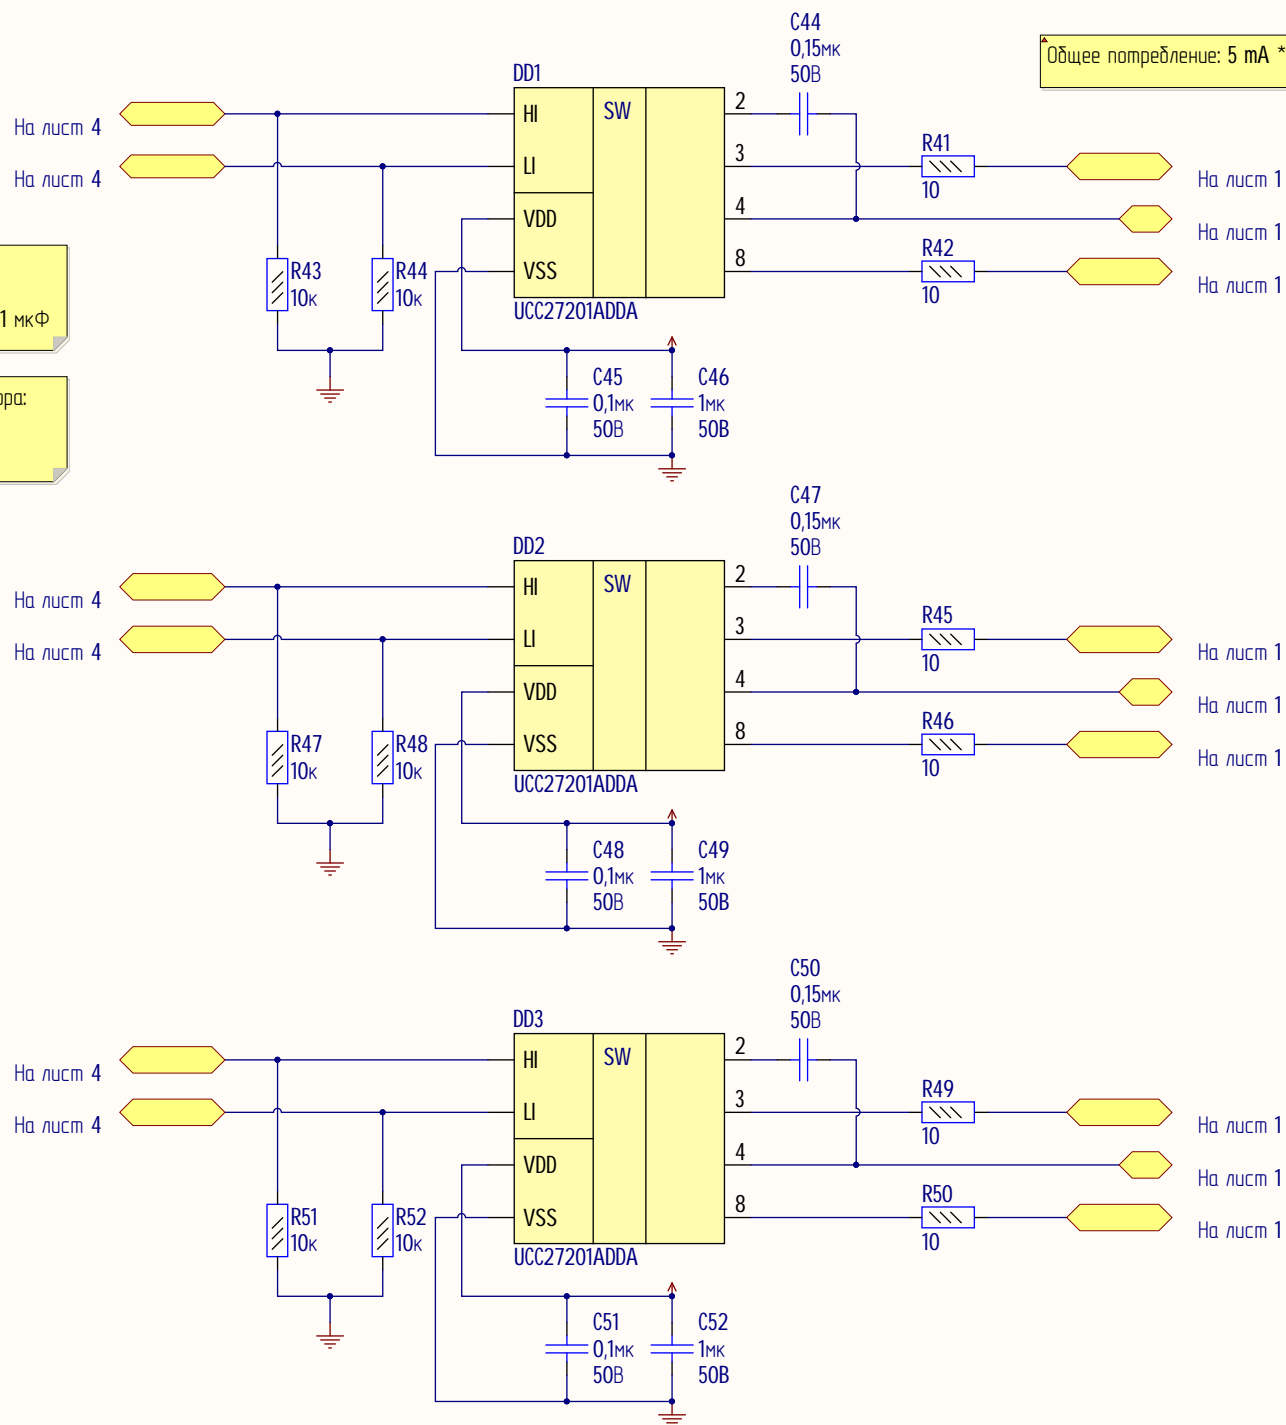 C44
0,15мк
50В
Общее потребление: 5 mA *
DD1
HI
SW
LI
VDD
VSS
UCC27201ADDA
2
3
4
8
На лист 4
На лист 4
R41
10
R42
10
На лист 1
На лист 1
На лист 1
R43
10к
R44
10к
1 мкФ
ора:
C45
0,1мк
50В
C46
1мк
50В
C47
0,15мк
50В
DD2
HI
SW
LI
VDD
VSS
UCC27201ADDA
2
3
4
8
На лист 4
На лист 4
R45
10
R46
10
На лист 1
На лист 1
На лист 1
R47
10к
R48
10к
C48
0,1мк
50В
C49
1мк
50В
C50
0,15мк
50В
DD3
HI
SW
LI
VDD
VSS
UCC27201ADDA
2
3
4
8
На лист 4
На лист 4
R49
10
R50
10
На лист 1
На лист 1
На лист 1
R51
10к
R52
10к
C51
0,1мк
50В
C52
1мк
50В